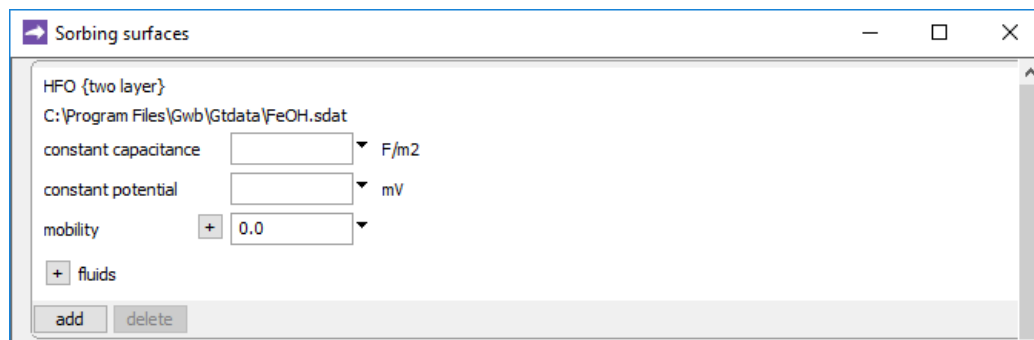 Sorbing surfaces
HFO {two layer}
C:\Program Files\Gwb\Gtdata\FeOH.sdat
constant capacitance F/m2
constant potential mV
mobility + 0.0
+ fluids
add delete